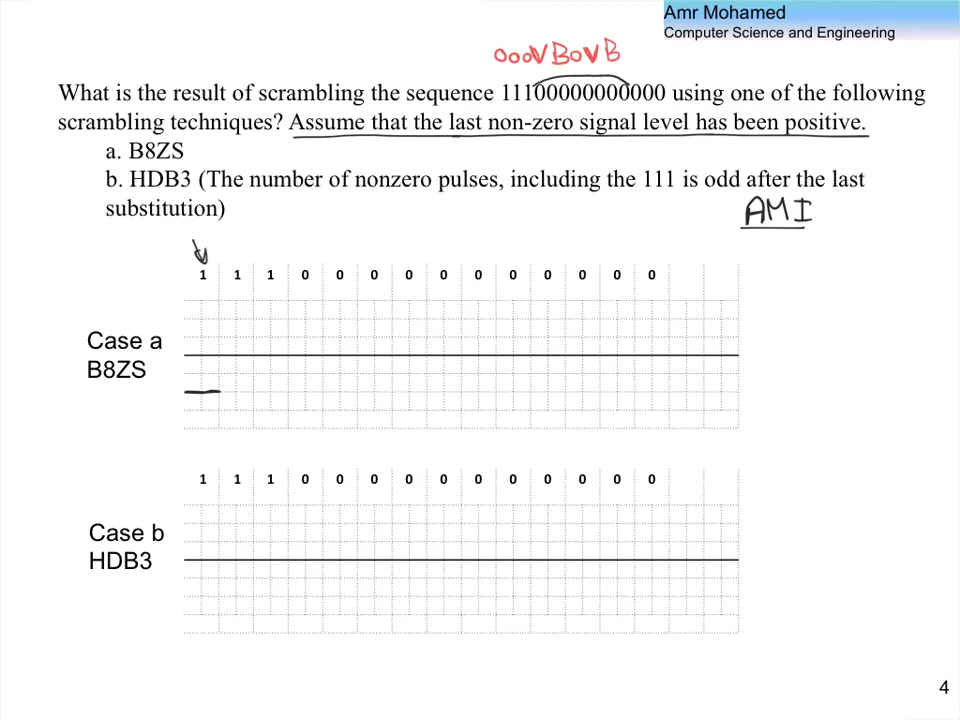 Amr Mohamed
Computer Science and Engineering
000VB0VB
What is the result of scrambling the sequence 11100000000000 using one of the following
scrambling techniques? Assume that the last non-zero signal level has been positive.
a. B8ZS
b. HDB3 (The number of nonzero pulses, including the 111 is odd after the last
substitution)
AMI
1 1 1 0 0 0 0 0 0 0 0 0 0 0
Case a
B8ZS
1 1 1 0 0 0 0 0 0 0 0 0 0 0
Case b
HDB3
4